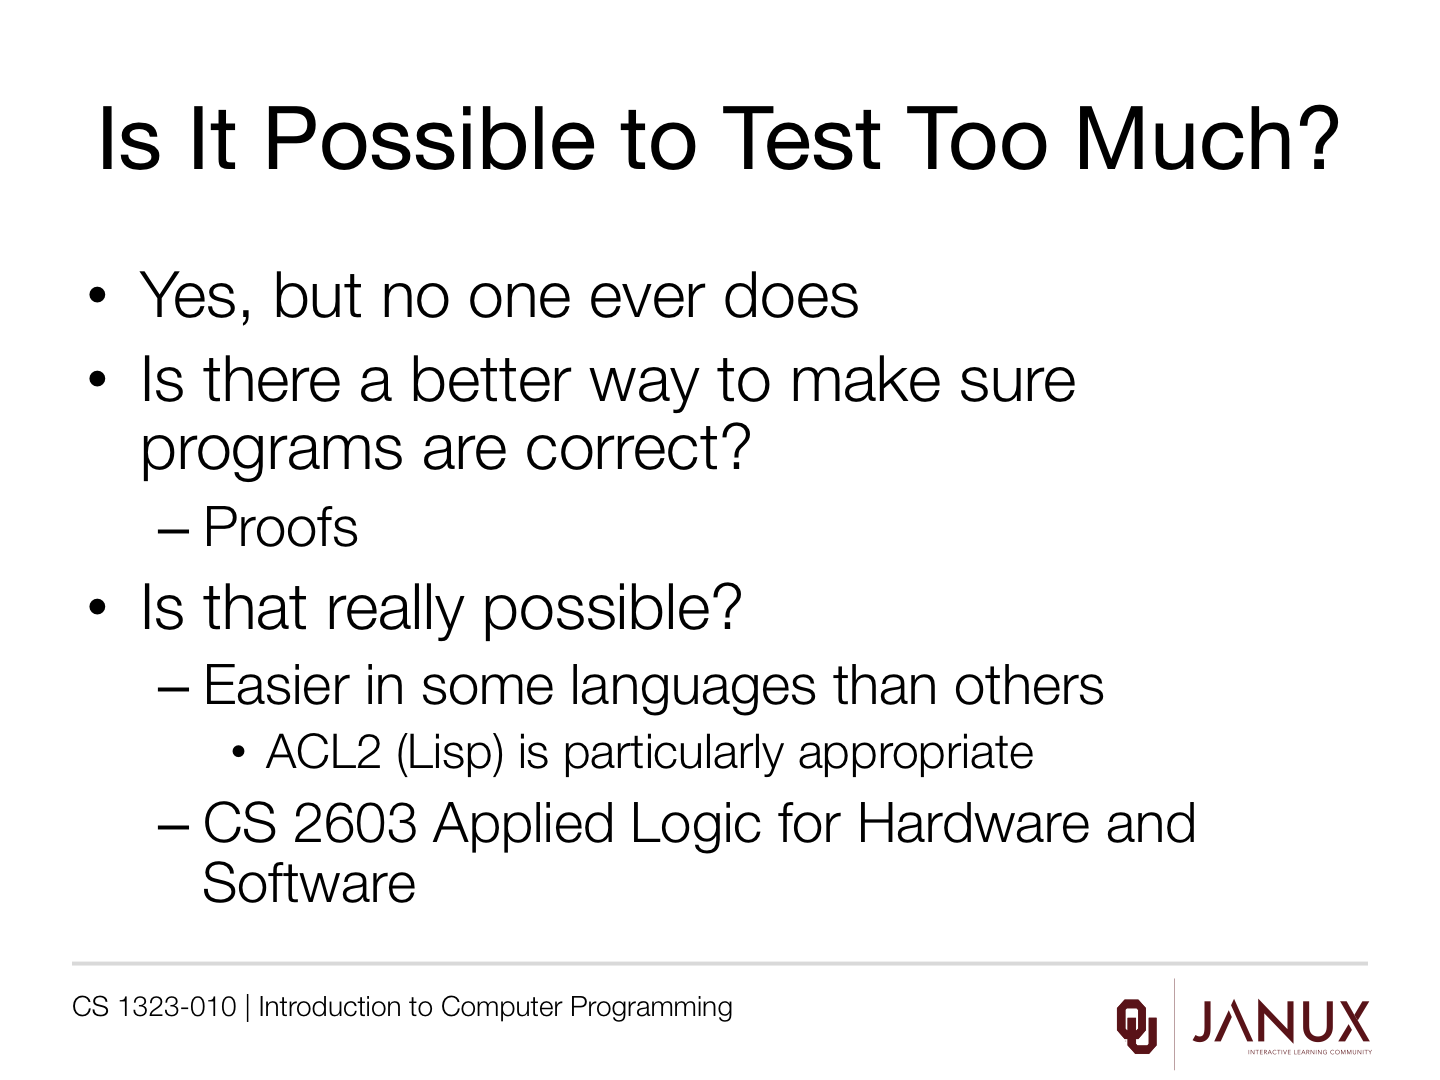 Is It Possible to Test Too Much?
• Yes, but no one ever does
• Is there a better way to make sure
programs are correct?
– Proofs
• Is that really possible?
– Easier in some languages than others
• ACL2 (Lisp) is particularly appropriate
– CS 2603 Applied Logic for Hardware and
Software
CS 1323-010 | Introduction to Computer Programming
OU
JANUX
INTERACTIVE LEARNING COMMUNITY